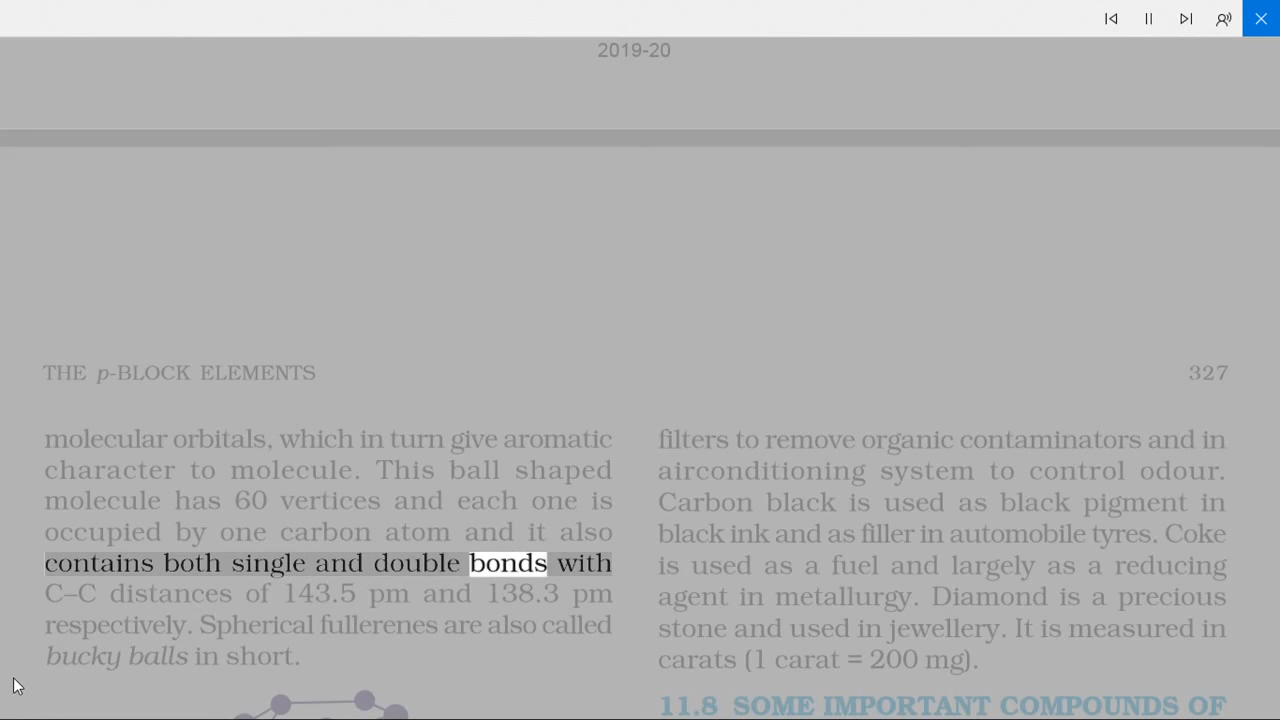 2019-20
THE p-BLOCK ELEMENTS
327
molecular orbitals, which in turn give aromatic
character to molecule. This ball shaped
molecule has 60 vertices and each one is
occupied by one carbon atom and it also
contains both single and double bonds with
C–C distances of 143.5 pm and 138.3 pm
respectively. Spherical fullerenes are also called
bucky balls in short.
filters to remove organic contaminators and in
airconditioning system to control odour.
Carbon black is used as black pigment in
black ink and as filler in automobile tyres. Coke
is used as a fuel and largely as a reducing
agent in metallurgy. Diamond is a precious
stone and used in jewellery. It is measured in
carats (1 carat = 200 mg).
11.8 SOME IMPORTANT COMPOUNDS OF